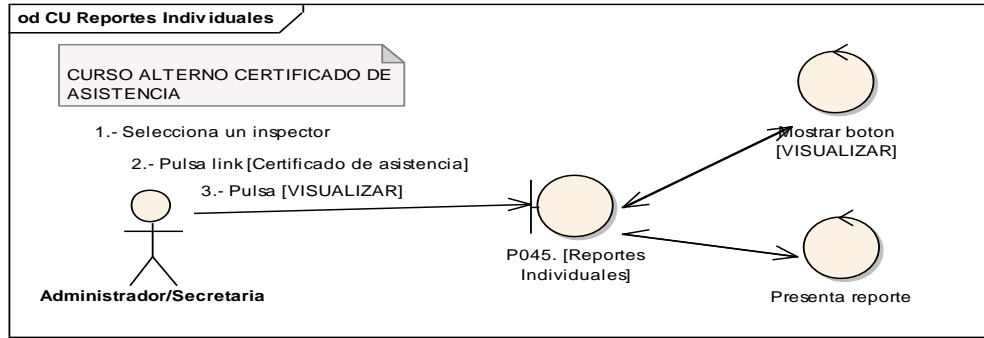 od CU Reportes Individuales
CURSO ALTERNO CERTIFICADO DE
ASISTENCIA
1.- Selecciona un inspector
2.- Pulsa link [Certificado de asistencia]
3.- Pulsa [VISUALIZAR]
Administrador/Secretaria
P045. [Reportes
Individuales]
Mostrar boton
[VISUALIZAR]
Presenta reporte